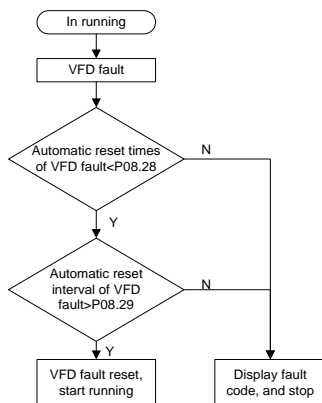 In running
VFD fault
Automatic reset times
of VFD fault<P08.28
N
Y
Automatic reset
interval of VFD
fault>P08.29
N
Y
VFD fault reset,
start running
Display fault
code, and stop